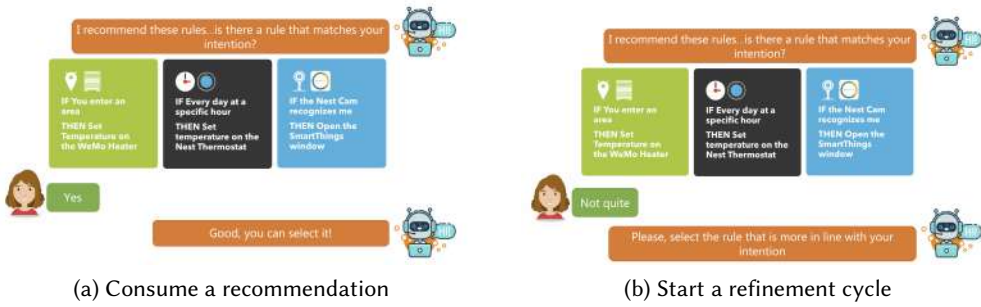 I recommend these rules..is there a rule that matches your
intention?
Hi!
IF You enter an
area
THEN Set
Temperature on
the WeMo Heater
IF Every day at a
specific hour
THEN Set
temperature on the
Nest Thermostat
IF the Nest Cam
recognizes me
THEN Open the
SmartThings
window
Yes
Good, you can select it!
Hi!
(a) Consume a recommendation
I recommend these rules..is there a rule that matches your
intention?
Hi!
IF You enter an
area
THEN Set
Temperature on
the WeMo Heater
IF Every day at a
specific hour
THEN Set
temperature on the
Nest Thermostat
IF the Nest Cam
recognizes me
THEN Open the
SmartThings
window
Not quite
Please, select the rule that is more in line with your
intention
Hi!
(b) Start a refinement cycle